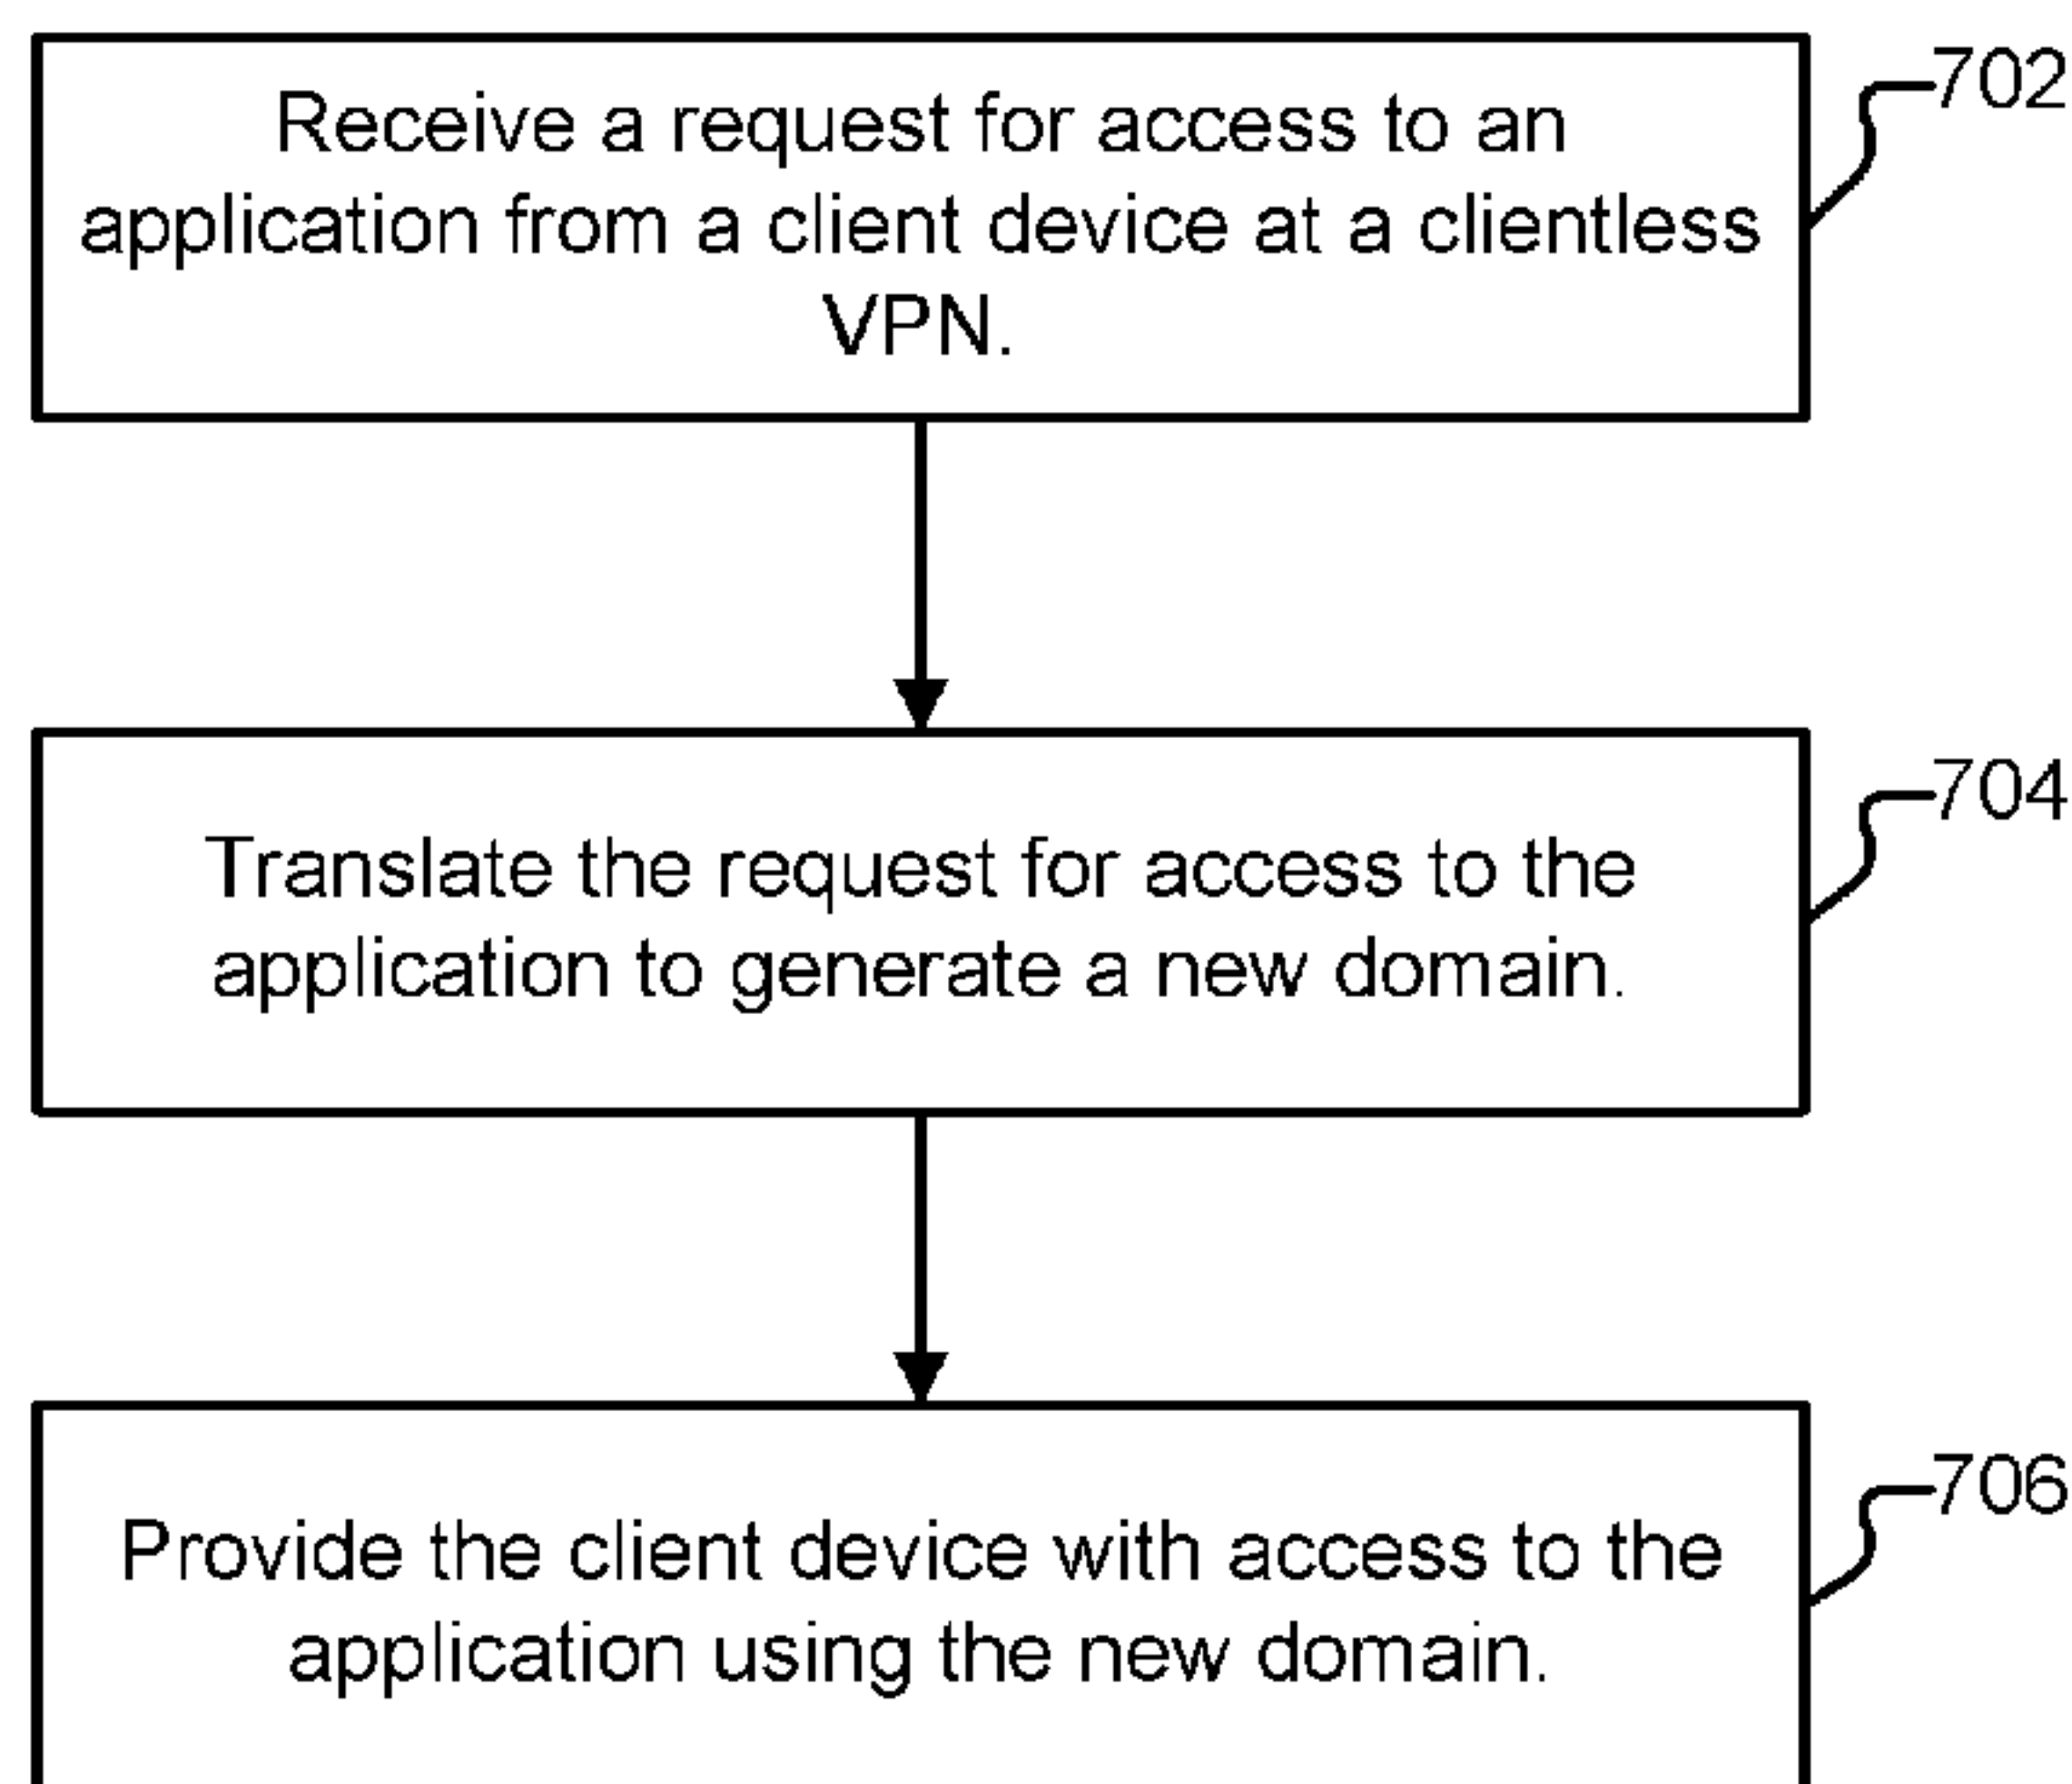 702
Receive a request for access to an
application from a client device at a clientless
VPN.
704
Translate the request for access to the
application to generate a new domain.
706
Provide the client device with access to the
application using the new domain.